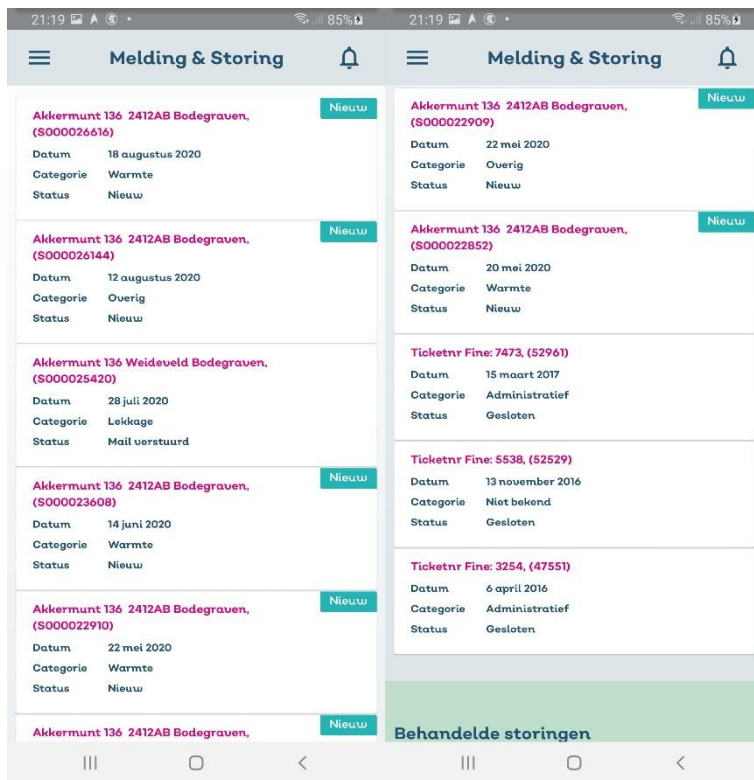 21:19
85%
Melding & Storing
Nieuw
Akkermunt 136 2412AB Bodegraven,
(S000026616)
Datum 18 augustus 2020
Categorie Warmte
Status Nieuw
Nieuw
Akkermunt 136 2412AB Bodegraven,
(S000026144)
Datum 12 augustus 2020
Categorie Overig
Status Nieuw
Akkermunt 136 Weideveld Bodegraven,
(S000025420)
Datum 28 juli 2020
Categorie Lekkage
Status Mail verstuurd
Nieuw
Akkermunt 136 2412AB Bodegraven,
(S000023608)
Datum 14 juni 2020
Categorie Warmte
Status Nieuw
Nieuw
Akkermunt 136 2412AB Bodegraven,
(S000022910)
Datum 22 mei 2020
Categorie Warmte
Status Nieuw
Nieuw
Akkermunt 136 2412AB Bodegraven,
21:19
85%
Melding & Storing
Nieuw
Akkermunt 136 2412AB Bodegraven,
(S000022909)
Datum 22 mei 2020
Categorie Overig
Status Nieuw
Nieuw
Akkermunt 136 2412AB Bodegraven,
(S000022852)
Datum 20 mei 2020
Categorie Warmte
Status Nieuw
Ticketnr Fine: 7473, (52961)
Datum 15 maart 2017
Categorie Administratief
Status Gesloten
Ticketnr Fine: 5538, (52529)
Datum 13 november 2016
Categorie Niet bekend
Status Gesloten
Ticketnr Fine: 3254, (47551)
Datum 6 april 2016
Categorie Administratief
Status Gesloten
Behandelde storingen